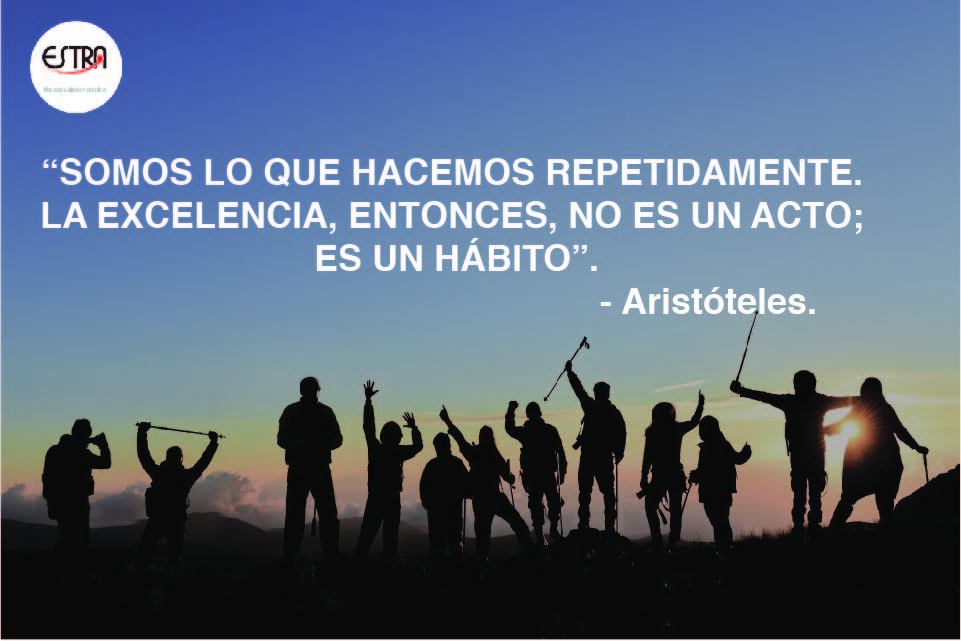 ESTRA
“SOMOS LO QUE HACEMOS REPETIDAMENTE.
LA EXCELENCIA, ENTONCES, NO ES UN ACTO;
ES UN HÁBITO”.
- Aristóteles.